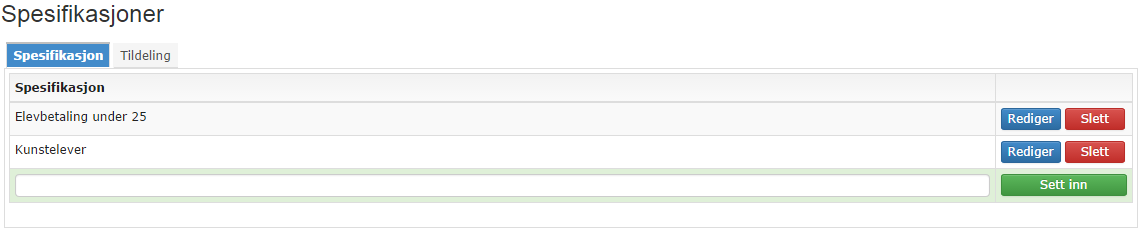 Spesifikasjoner
Spesifikasjon Tildeling
Spesifikasjon
Elevbetaling under 25 Rediger Slett
Kunstelever Rediger Slett
Sett inn